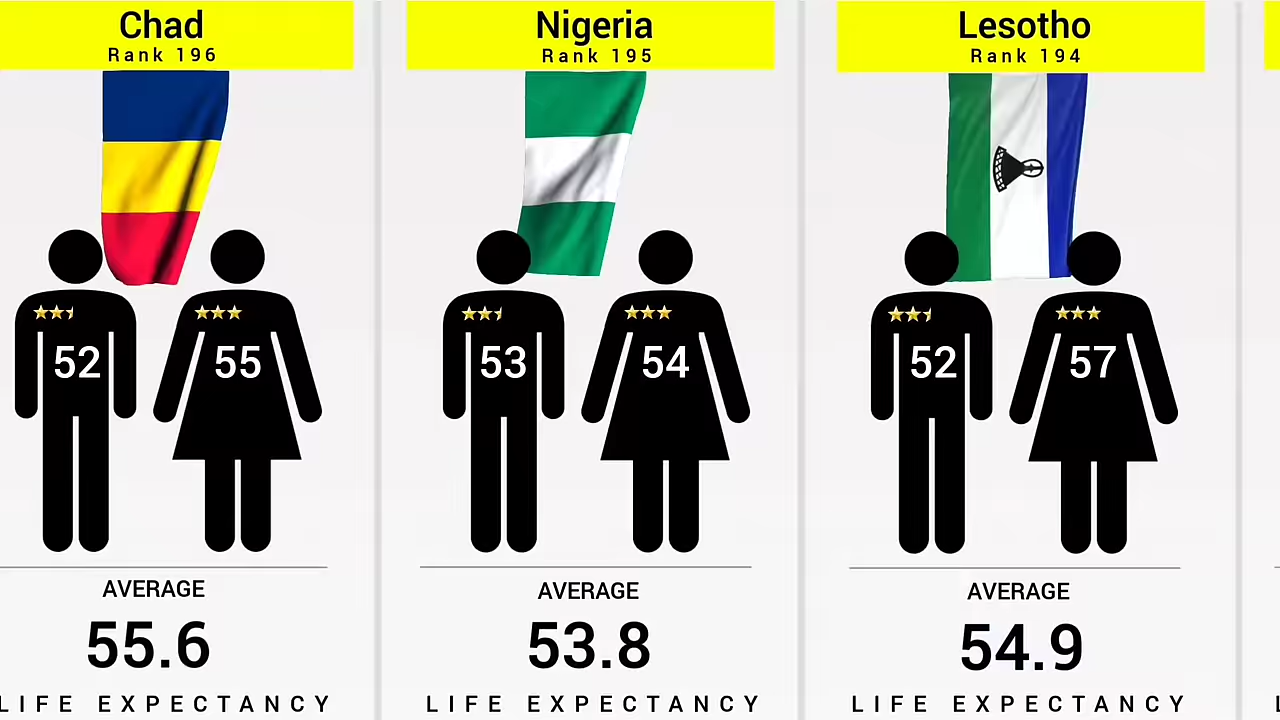 Chad
Rank 196
52
55
AVERAGE
55.6
LIFE EXPECTANCY
Nigeria
Rank 195
53
54
AVERAGE
53.8
LIFE EXPECTANCY
Lesotho
Rank 194
52
57
AVERAGE
54.9
LIFE EXPECTANCY